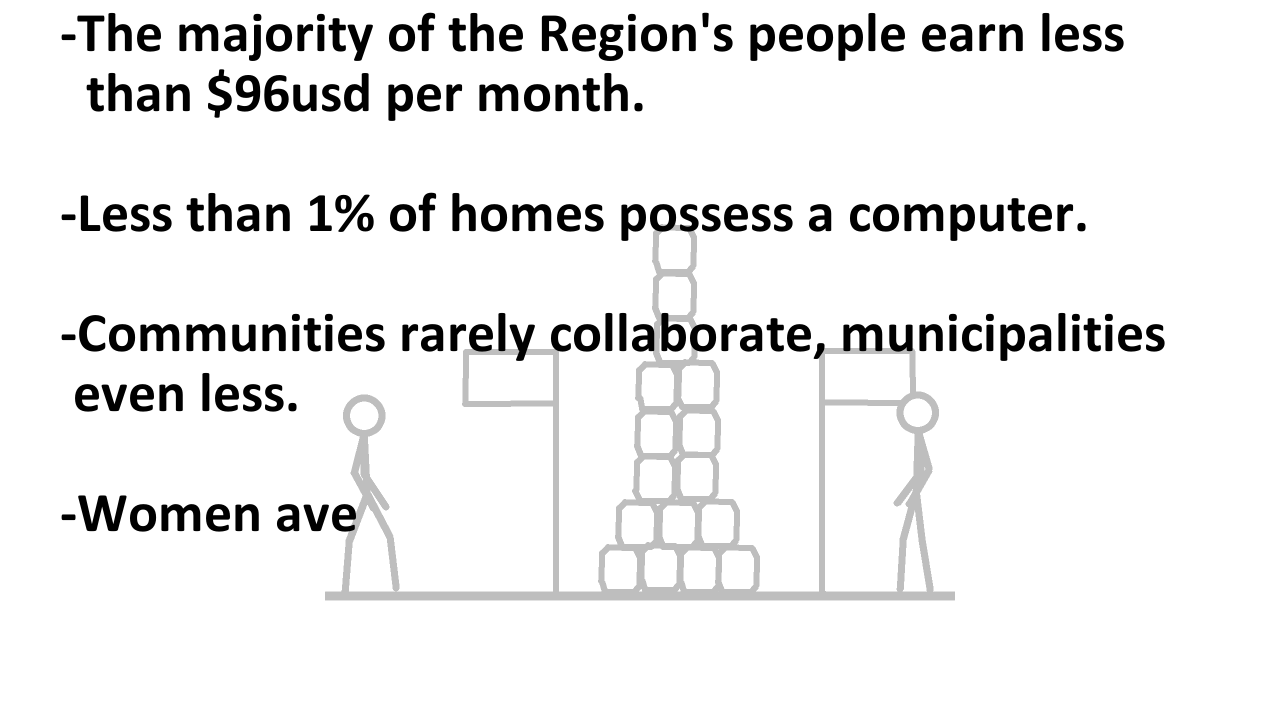 -The majority of the Region's people earn less
than $96usd per month.
-Less than 1% of homes possess a computer.
-Communities rarely collaborate, municipalities
even less.
-Women ave